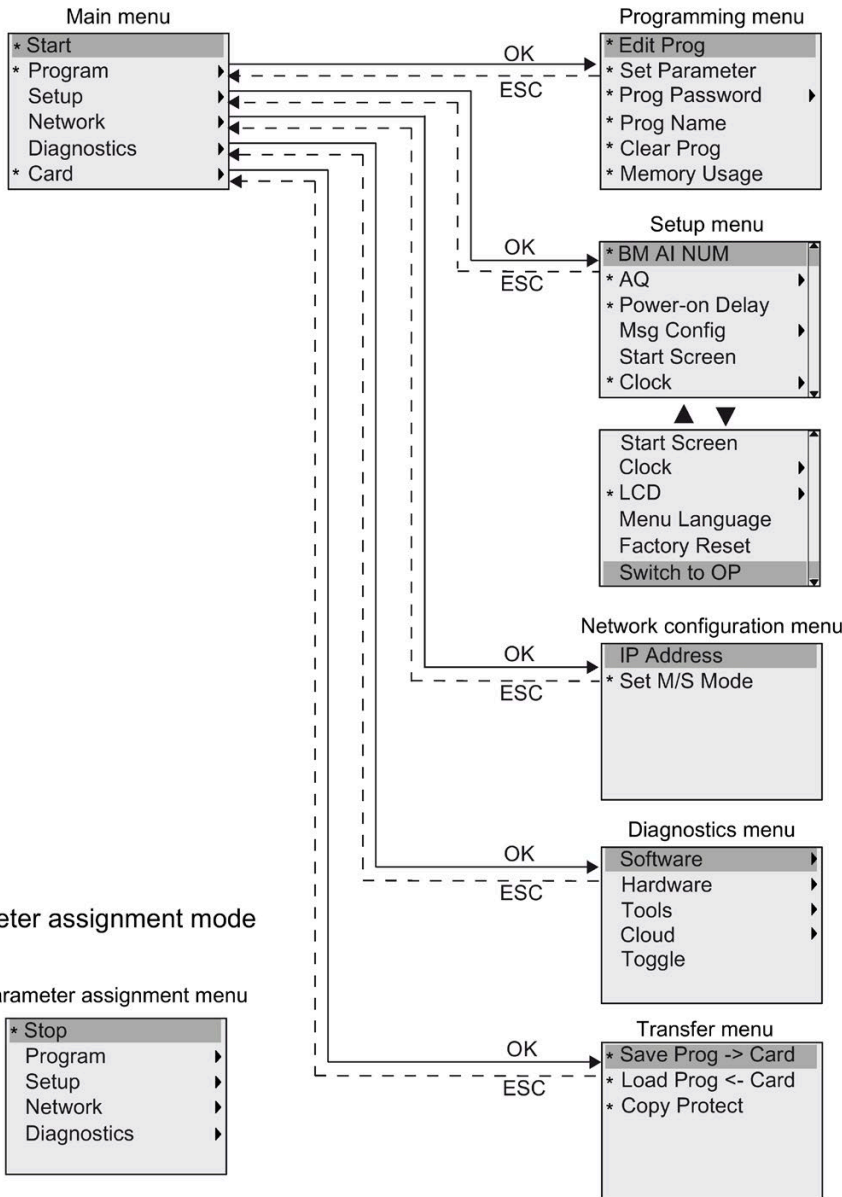 Main menu
* Start
* Program
Setup
Network
Diagnostics
* Card
OK
ESC
Programming menu
* Edit Prog
* Set Parameter
* Prog Password
* Prog Name
* Clear Prog
* Memory Usage
OK
ESC
Setup menu
* BM AI NUM
* AQ
* Power-on Delay
Msg Config
Start Screen
* Clock
Start Screen
Clock
* LCD
Menu Language
Factory Reset
Switch to OP
OK
ESC
Network configuration menu
IP Address
* Set M/S Mode
OK
ESC
Diagnostics menu
Software
Hardware
Tools
Cloud
Toggle
eter assignment mode
arameter assignment menu
* Stop
Program
Setup
Network
Diagnostics
OK
ESC
Transfer menu
* Save Prog -> Card
* Load Prog <- Card
* Copy Protect